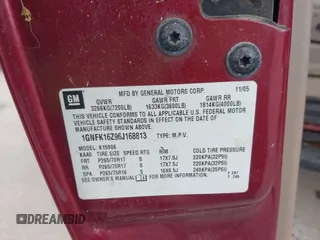 GM
MFD BY GENERAL MOTORS CORP.
11/05
GVWR GAWR FRT GAWR RR
3266KG(7200LB) 1633KG(3600LB) 1814KG(4000LB)
THIS VEHICLE CONFORMS TO ALL APPLICABLE U.S. FEDERAL MOTOR
VEHICLE SAFETY STANDARDS IN EFFECT ON THE DATE OF
MANUFACTURE SHOWN ABOVE.
1GNFK16Z96J168813 TYPE: M.P.V.
MODEL: K15906
KAA0 TIRE SIZE SPEED RTG RIM COLD TIRE PRESSURE
FRT P265/70R17 S 17X7.5J 220KPA(32PSI)
RR P265/70R17 S 17X7.5J 220KPA(32PSI)
SPA P265/75R16 S 16X6.5J 240KPA(35PSI)
SEE OWNER'S MANUAL FOR ADDITIONAL INFORMATION.
DREAMBID DREAMBID